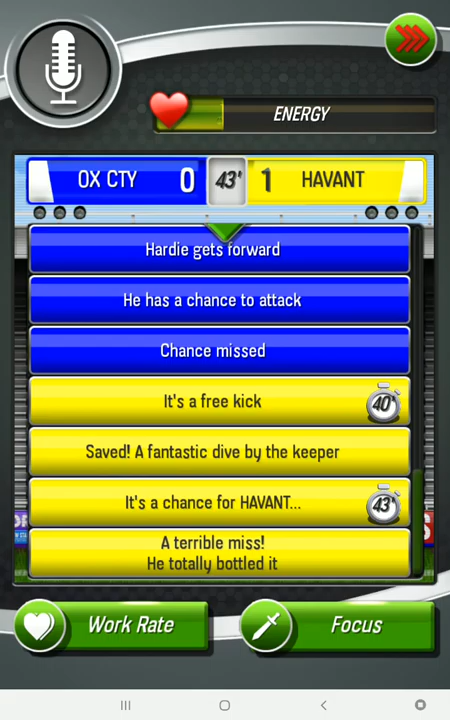 ENERGY
OX CTY 0 43' 1 HAVANT
Hardie gets forward
He has a chance to attack
Chance missed
It's a free kick 40'
Saved! A fantastic dive by the keeper
It's a chance for HAVANT... 43'
A terrible miss!
He totally bottled it
Work Rate
Focus